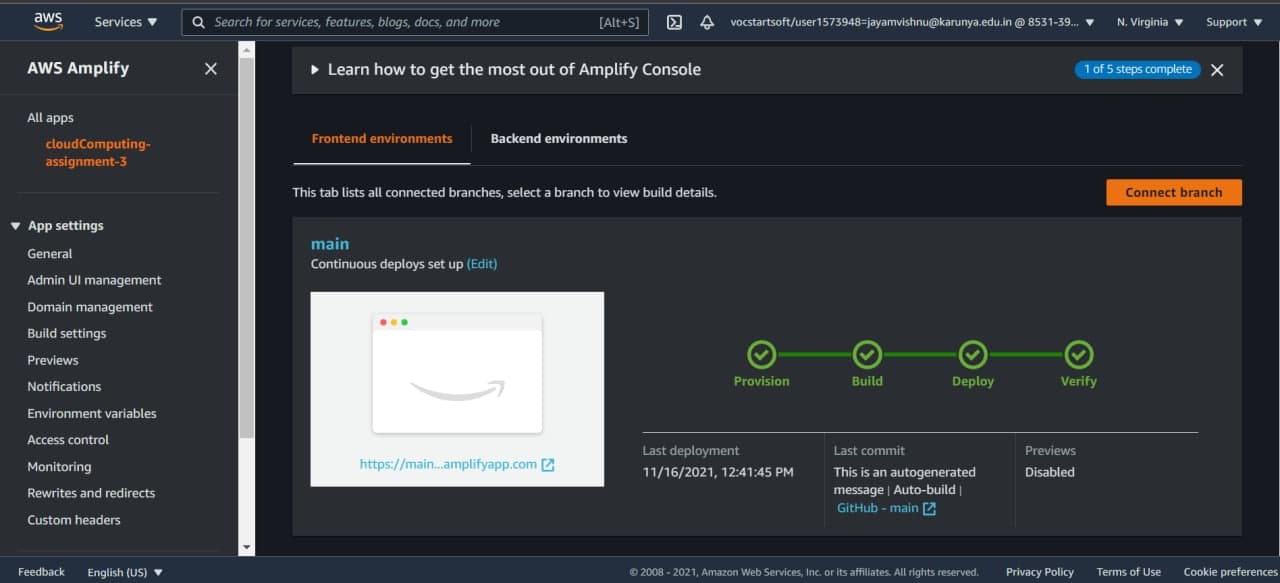 aws
Services
Search for services, features, blogs, docs, and more
[Alt+S]
vocstartsoft/user1573948=jayamvishnu@karunya.edu.in @ 8531-39...
N. Virginia
Support
AWS Amplify
All apps
cloudComputing-
assignment-3
App settings
General
Admin UI management
Domain management
Build settings
Previews
Notifications
Environment variables
Access control
Monitoring
Rewrites and redirects
Custom headers
Learn how to get the most out of Amplify Console
1 of 5 steps complete
Frontend environments
Backend environments
This tab lists all connected branches, select a branch to view build details.
Connect branch
main
Continuous deploys set up (Edit)
https://main...amplifyapp.com
Provision
Build
Deploy
Verify
Last deployment
11/16/2021, 12:41:45 PM
Last commit
This is an autogenerated
message | Auto-build |
GitHub - main
Previews
Disabled
Feedback
English (US)
© 2008 - 2021, Amazon Web Services, Inc. or its affiliates. All rights reserved.
Privacy Policy
Terms of Use
Cookie preferences